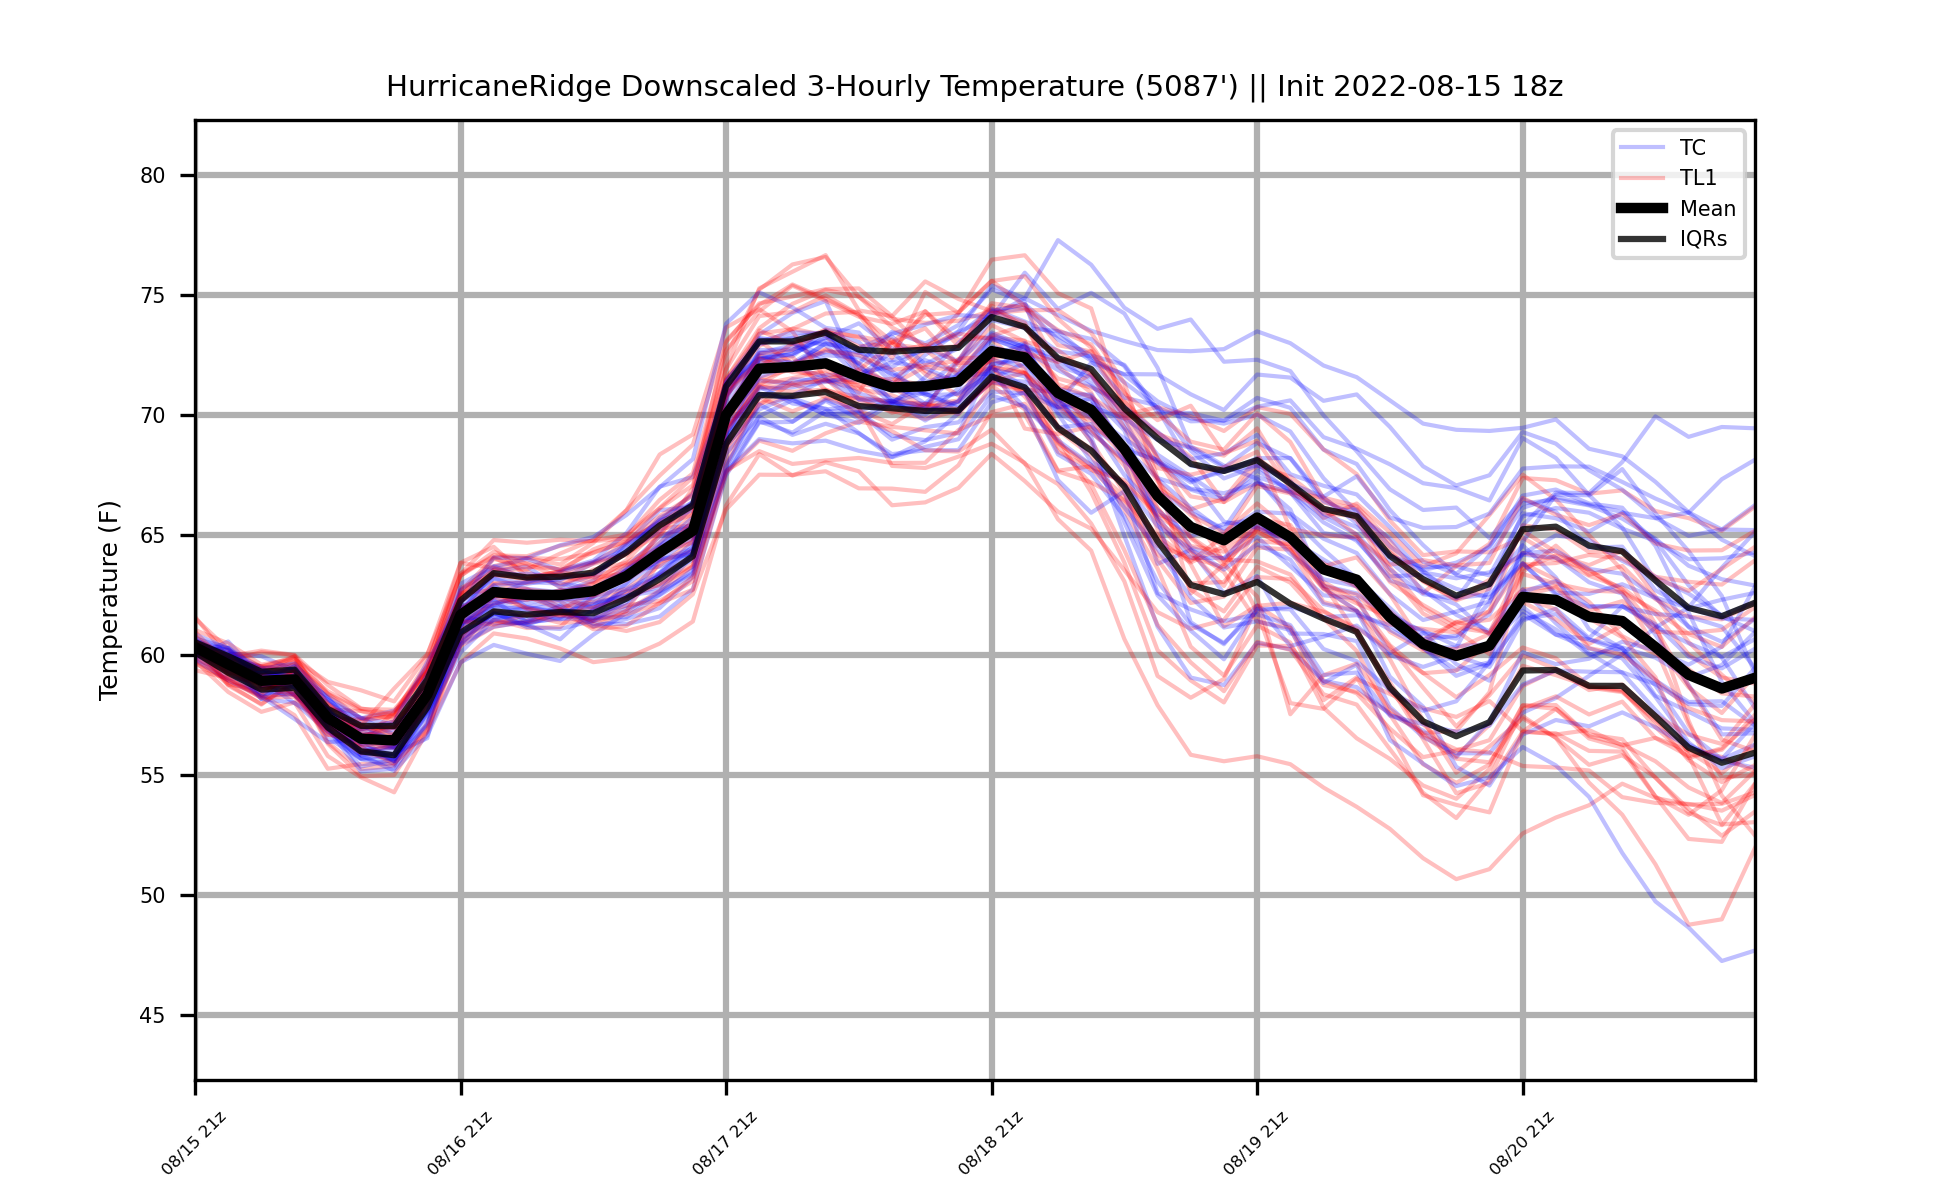 HurricaneRidge Downscaled 3-Hourly Temperature (5087') || Init 2022-08-15 18z
TC
TL1
Mean
IQRs
Temperature (F)
80
75
70
65
60
55
50
45
08/15 21z
08/16 21z
08/17 21z
08/18 21z
08/19 21z
08/20 21z